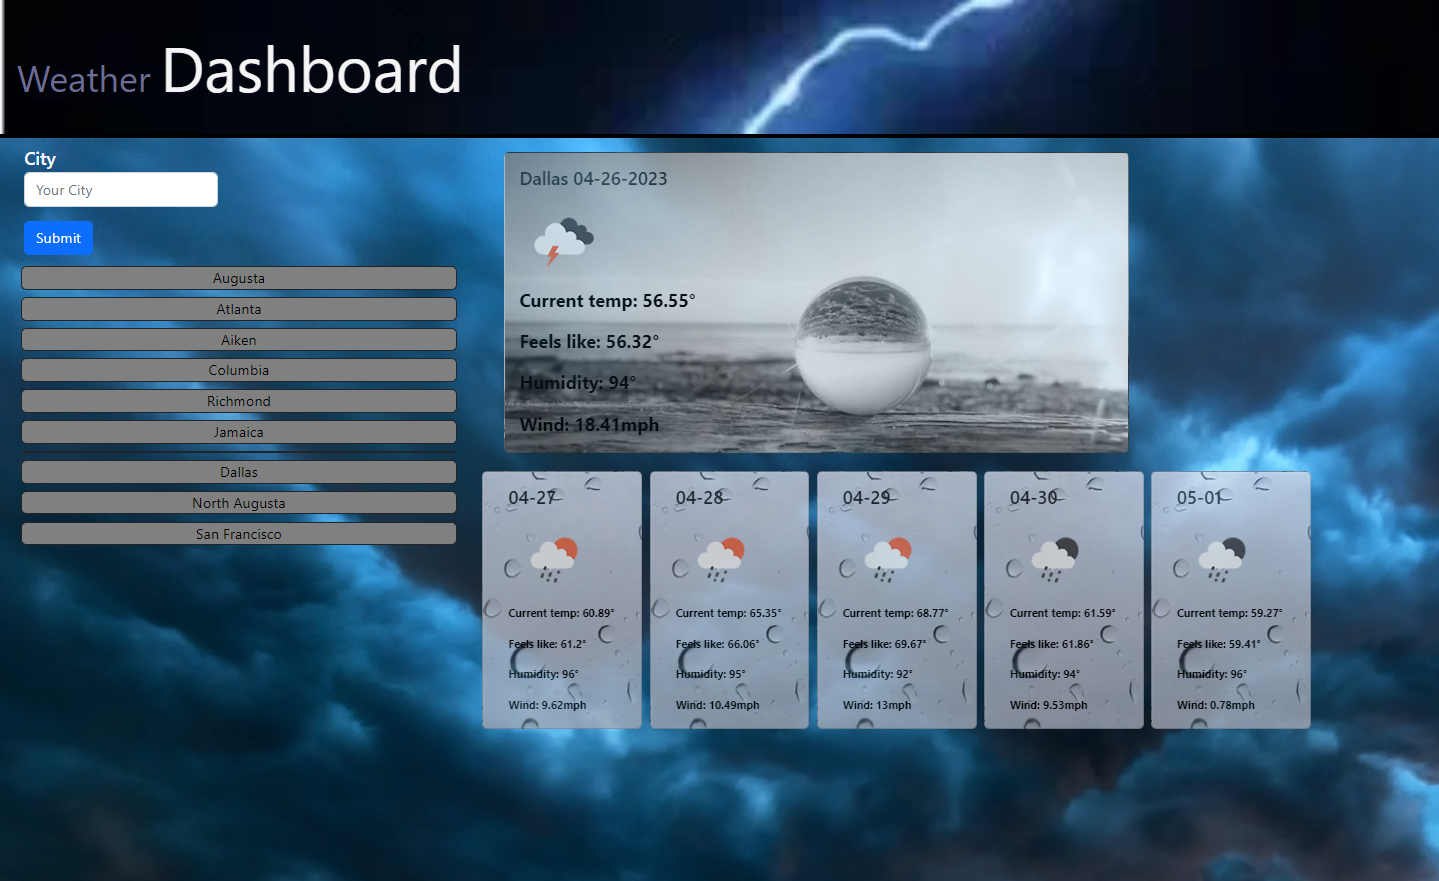 Weather Dashboard
City
Your City
Submit
Augusta
Atlanta
Aiken
Columbia
Richmond
Jamaica
Dallas
North Augusta
San Francisco
Dallas 04-26-2023
Current temp: 56.55°
Feels like: 56.32°
Humidity: 94°
Wind: 18.41mph
04-27
Current temp: 60.89°
Feels like: 61.2°
Humidity: 96°
Wind: 9.62mph
04-28
Current temp: 65.35°
Feels like: 66.06°
Humidity: 95°
Wind: 10.49mph
04-29
Current temp: 68.77°
Feels like: 69.67°
Humidity: 92°
Wind: 13mph
04-30
Current temp: 61.59°
Feels like: 61.86°
Humidity: 94°
Wind: 9.53mph
05-01
Current temp: 59.27°
Feels like: 59.41°
Humidity: 96°
Wind: 0.78mph